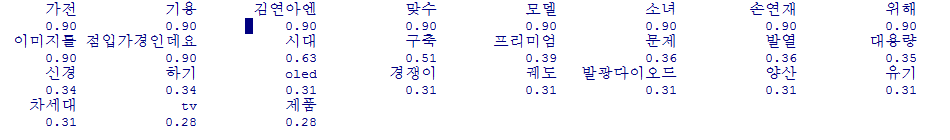 가전 기용 김연아엔 맞수 모델 소녀 손연재 위해
0.90 0.90 0.90 0.90 0.90 0.90 0.90 0.90
이미지를 점입가경인데요 시대 구축 프리미엄 문제 발열 대용량
0.90 0.90 0.63 0.51 0.39 0.36 0.36 0.35
신경 하기 oled 경쟁이 궤도 발광다이오드 양산 유기
0.34 0.34 0.31 0.31 0.31 0.31 0.31 0.31
차세대 tv 제품
0.31 0.28 0.28